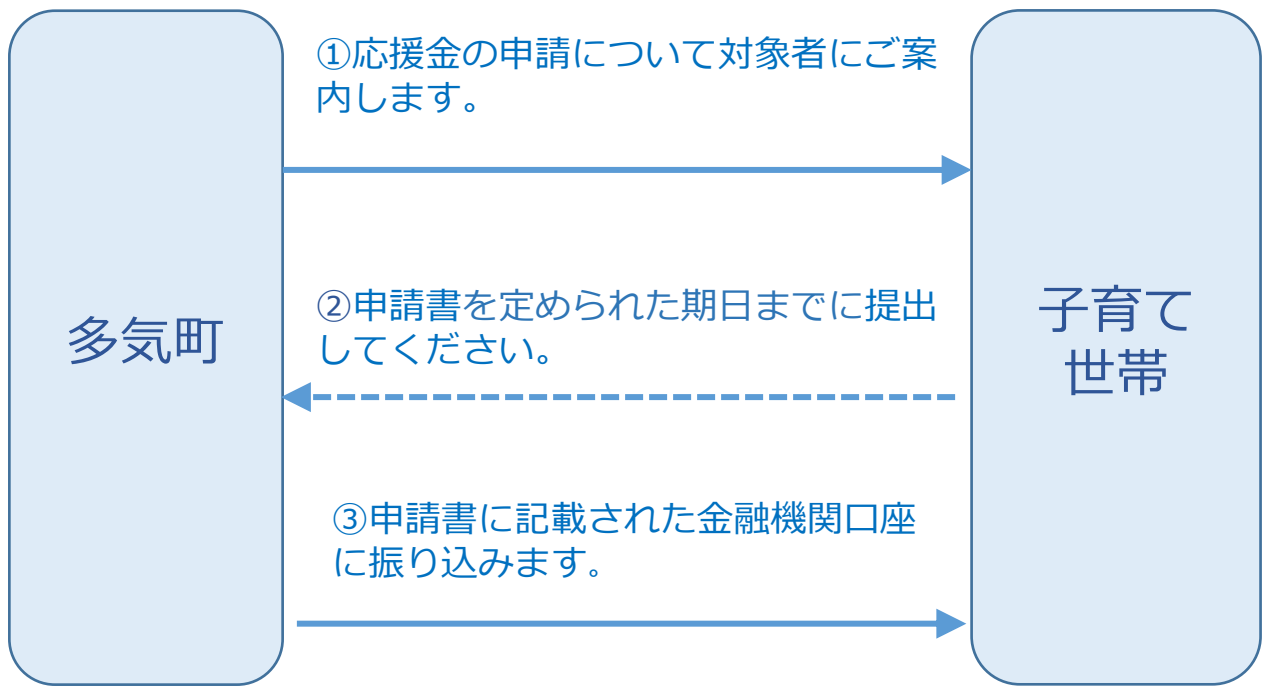 ①応援金の申請について対象者にご案
内します。
多気町
②申請書を定められた期日までに提出
してください。
子育て
世帯
③申請書に記載された金融機関口座
に振り込みます。